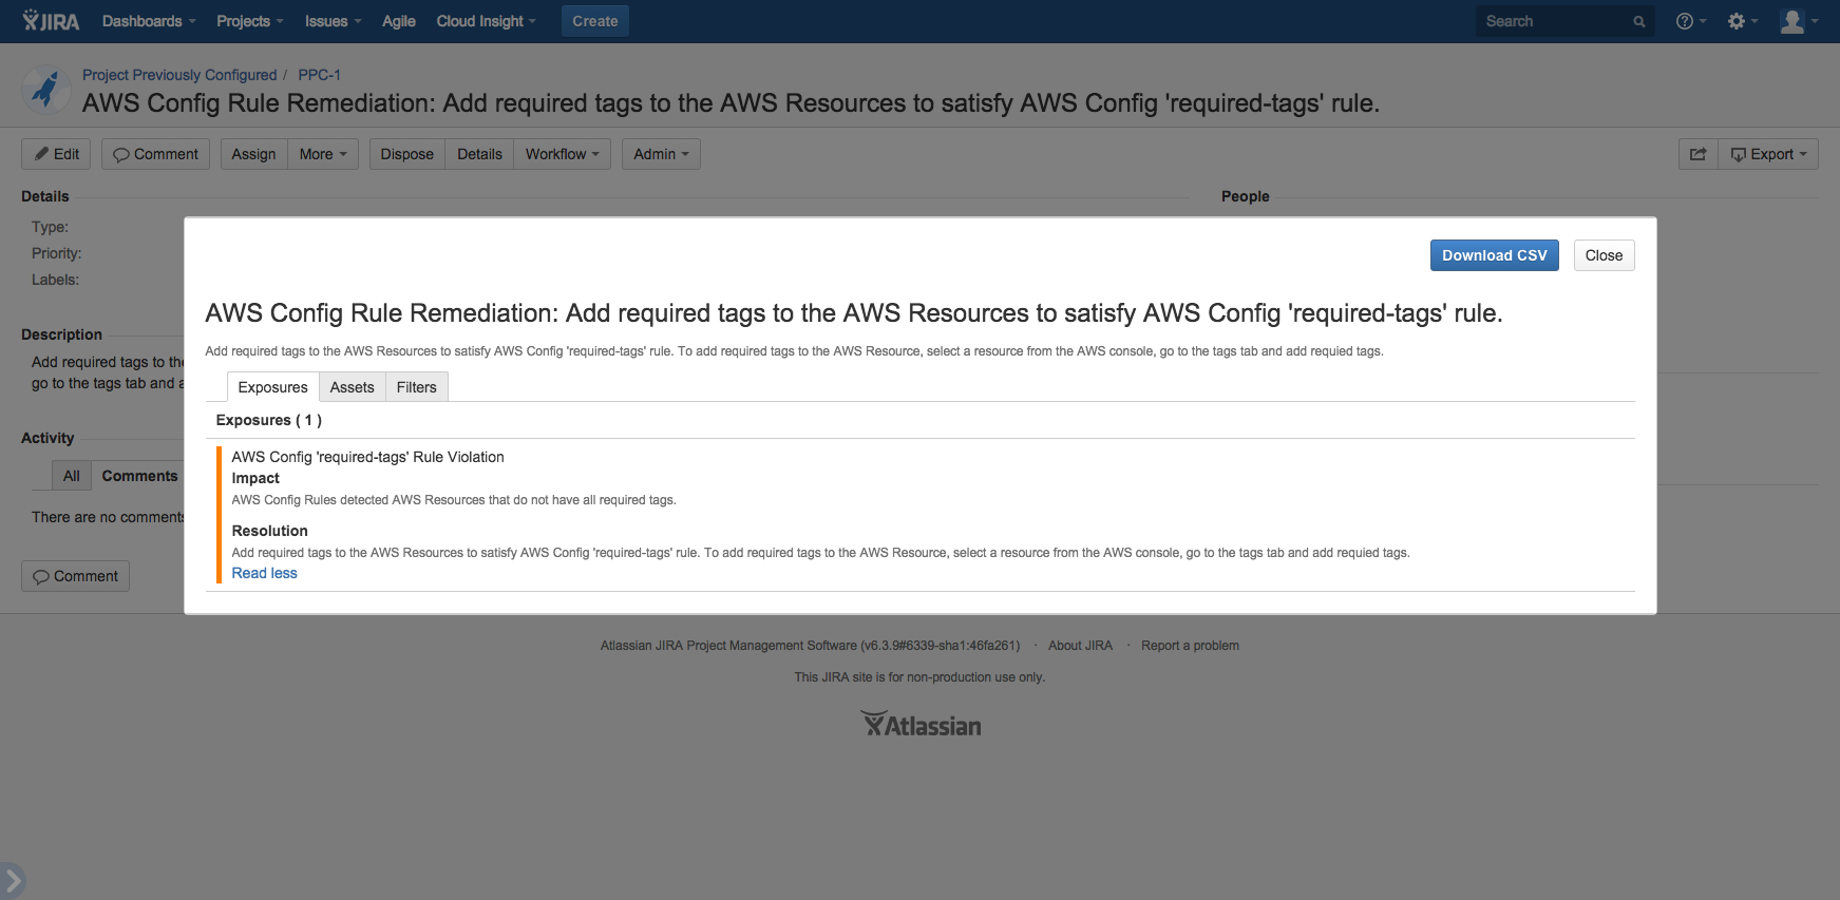 JIRA Dashboards Projects Issues Agile Cloud Insight Create Search
Project Previously Configured / PPC-1
AWS Config Rule Remediation: Add required tags to the AWS Resources to satisfy AWS Config 'required-tags' rule.
Edit Comment Assign More Dispose Details Workflow Admin Export
Details
People
Type:
Priority:
Labels:
Description
Add required tags to the
go to the tags tab and a
Activity
All Comments
There are no comments
Comment
Download CSV Close
AWS Config Rule Remediation: Add required tags to the AWS Resources to satisfy AWS Config 'required-tags' rule.
Add required tags to the AWS Resources to satisfy AWS Config 'required-tags' rule. To add required tags to the AWS Resource, select a resource from the AWS console, go to the tags tab and add requied tags.
Exposures Assets Filters
Exposures ( 1 )
AWS Config 'required-tags' Rule Violation
Impact
AWS Config Rules detected AWS Resources that do not have all required tags.
Resolution
Add required tags to the AWS Resources to satisfy AWS Config 'required-tags' rule. To add required tags to the AWS Resource, select a resource from the AWS console, go to the tags tab and add requied tags.
Read less
Atlassian JIRA Project Management Software (v6.3.9#6339-sha1:46fa261) · About JIRA · Report a problem
This JIRA site is for non-production use only.
Atlassian